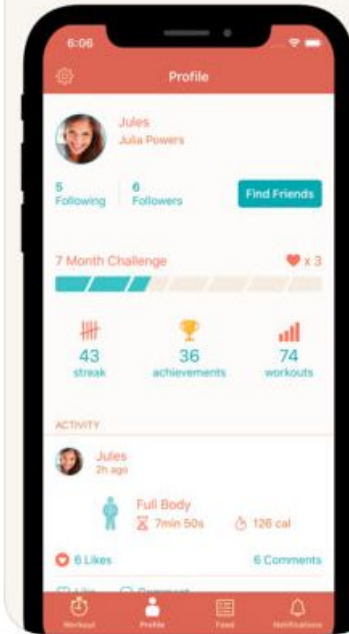 6:06
Profile
Jules
Julia Powers
5
Following
6
Followers
Find Friends
7 Month Challenge
x 3
43
streak
36
achievements
74
workouts
ACTIVITY
Jules
2h ago
Full Body
7min 50s
126 cal
6 Likes
6 Comments
Like
Comment
Workout
Profile
Feed
Notifications